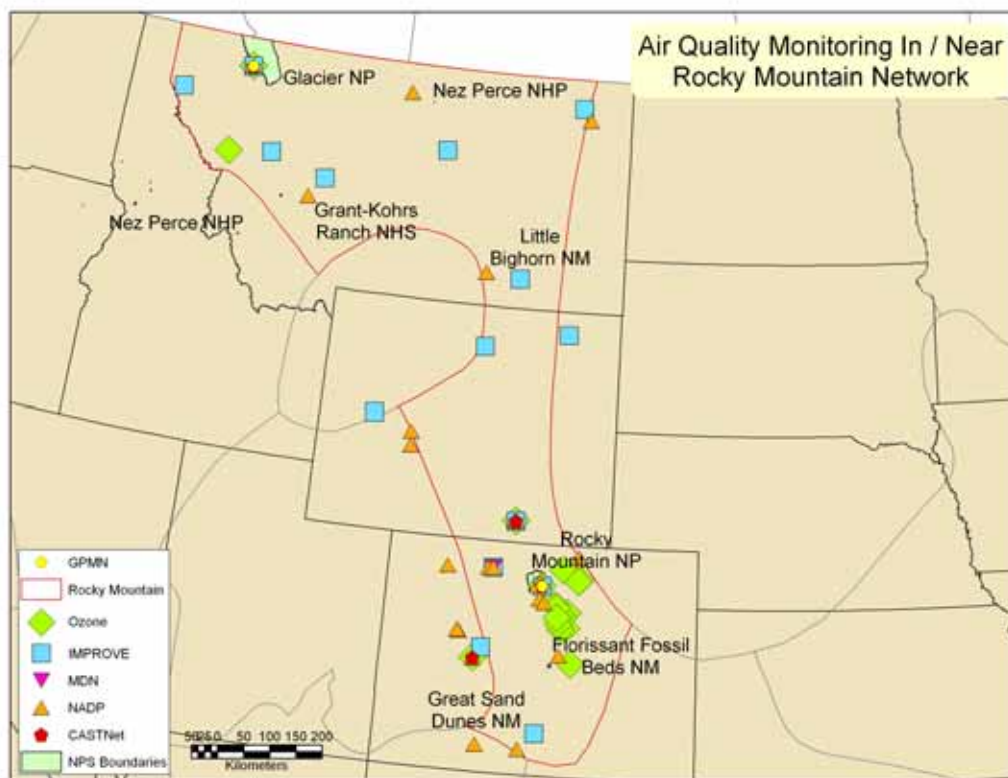 Air Quality Monitoring In / Near
Rocky Mountain Network
Glacier NP
Nez Perce NHP
Nez Perce NHP
Grant-Kohrs
Ranch NHS
Little
Bighorn NM
Rocky
Mountain NP
Florissant Fossil
Beds NM
Great Sand
Dunes NM
GPMN
Rocky Mountain
Ozone
IMPROVE
MDN
NADP
CASTNet
NPS Boundaries
50 100 150 200
Kilometers